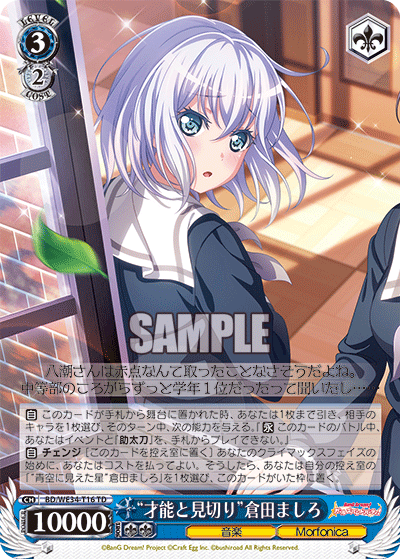 LEVEL
3
2
COST
SAMPLE
八潮さんは赤点なんて取ったことなさそうだよね。
中等部のころからずっと学年1位だったって聞いたし……
自 このカードが手札から舞台に置かれた時、あなたは1枚まで引き、相手の
キャラを1枚選び、そのターン中、次の能力を与える。『永 このカードのバトル中、
あなたはイベントと「助太刀」を、手札からプレイできない。』
自 チェンジ ［このカードを控え室に置く］ あなたのクライマックスフェイズの
始めに、あなたはコストを払ってよい。そうしたら、あなたは自分の控え室の
“青空に見えた星”倉田ましろを1枚選び、このカードがいた枠に置く。
CH BD/WE34-T16 TD
10000
“才能と見切り”倉田ましろ
音楽
Morfonica
©BanG Dream! Project ©Craft Egg Inc. ©bushiroad All Rights Reserved.